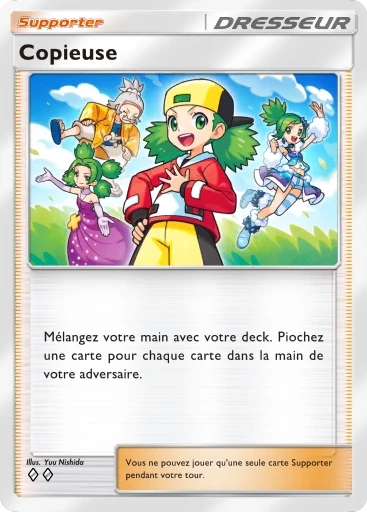 Supporter
DRESSEUR
Copieuse
Mélangez votre main avec votre deck. Piochez
une carte pour chaque carte dans la main de
votre adversaire.
Illus. Yuu Nishida
Vous ne pouvez jouer qu'une seule carte Supporter
pendant votre tour.